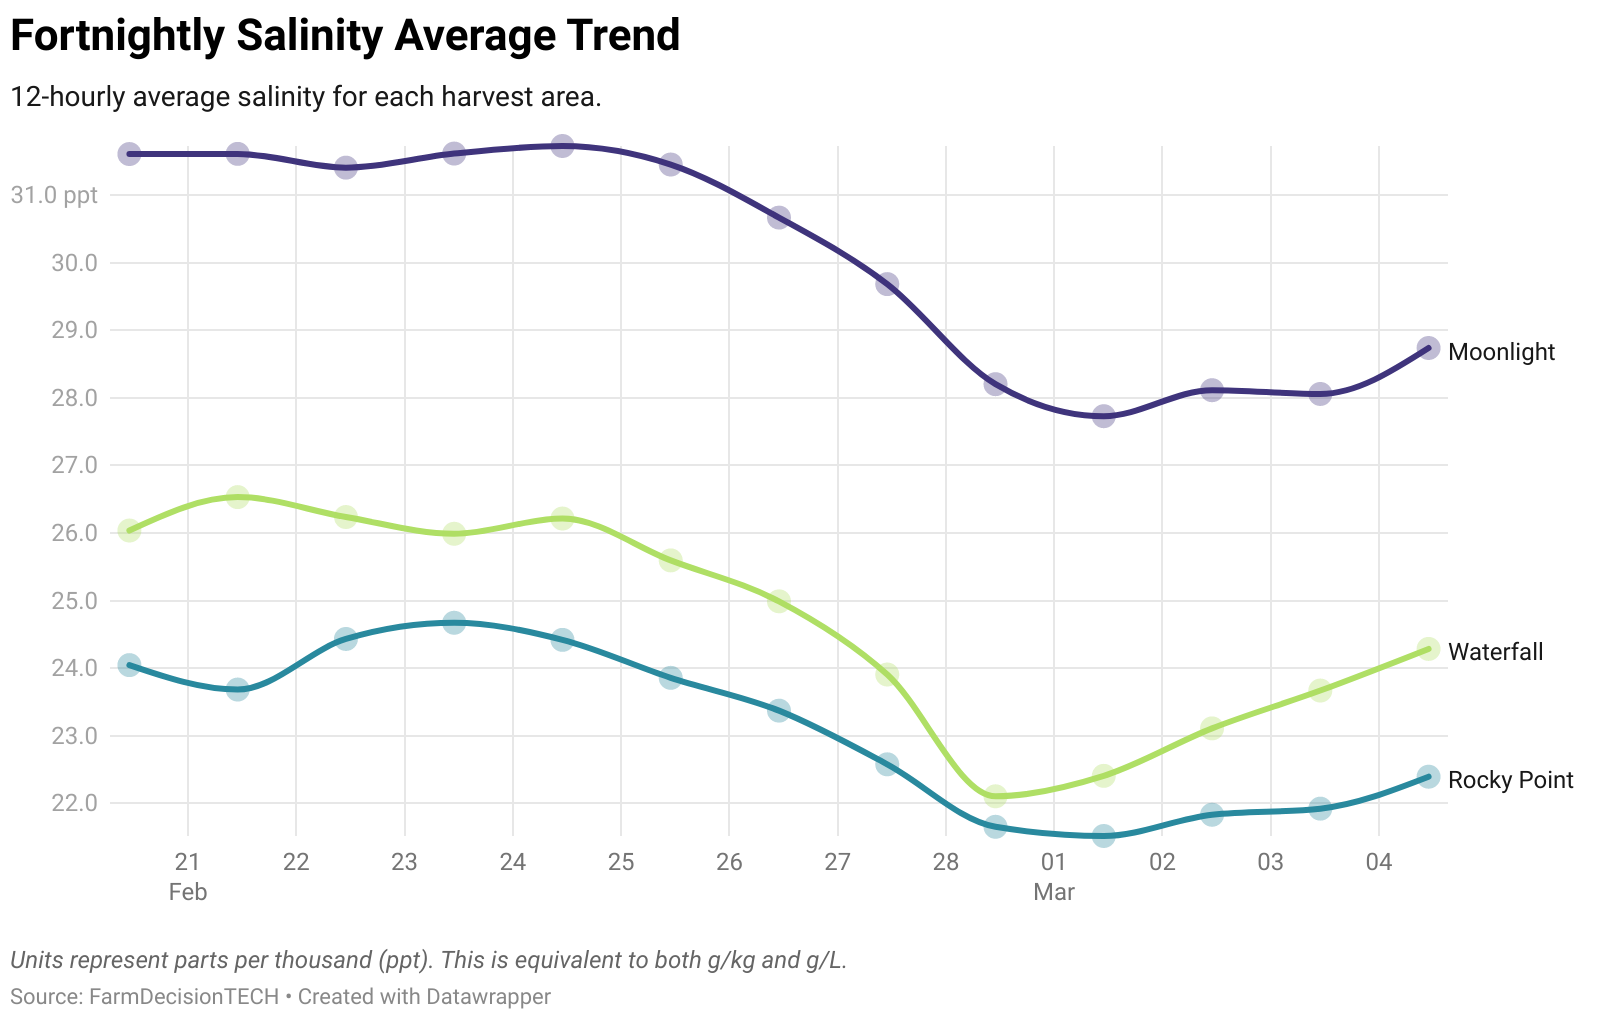 Fortnightly Salinity Average Trend
12-hourly average salinity for each harvest area.
31.0 ppt
30.0
29.0
28.0
27.0
26.0
25.0
24.0
23.0
22.0
Moonlight
Waterfall
Rocky Point
21 22 23 24 25 26 27 28 01 02 03 04
Feb Mar
Units represent parts per thousand (ppt). This is equivalent to both g/kg and g/L.
Source: FarmDecisionTECH • Created with Datawrapper